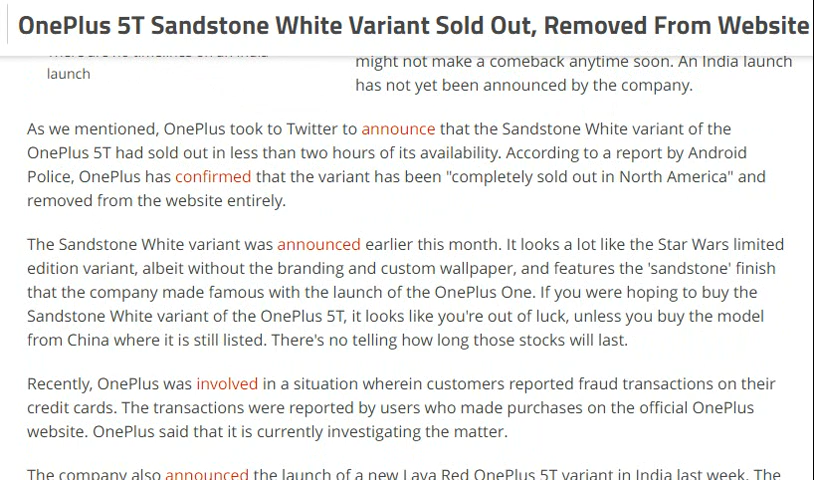 OnePlus 5T Sandstone White Variant Sold Out, Removed From Website
There are no timelines on an India
launch
might not make a comeback anytime soon. An India launch
has not yet been announced by the company.
As we mentioned, OnePlus took to Twitter to announce that the Sandstone White variant of the
OnePlus 5T had sold out in less than two hours of its availability. According to a report by Android
Police, OnePlus has confirmed that the variant has been "completely sold out in North America" and
removed from the website entirely.
The Sandstone White variant was announced earlier this month. It looks a lot like the Star Wars limited
edition variant, albeit without the branding and custom wallpaper, and features the 'sandstone' finish
that the company made famous with the launch of the OnePlus One. If you were hoping to buy the
Sandstone White variant of the OnePlus 5T, it looks like you're out of luck, unless you buy the model
from China where it is still listed. There's no telling how long those stocks will last.
Recently, OnePlus was involved in a situation wherein customers reported fraud transactions on their
credit cards. The transactions were reported by users who made purchases on the official OnePlus
website. OnePlus said that it is currently investigating the matter.
The company also announced the launch of a new Lava Red OnePlus 5T variant in India last week. The